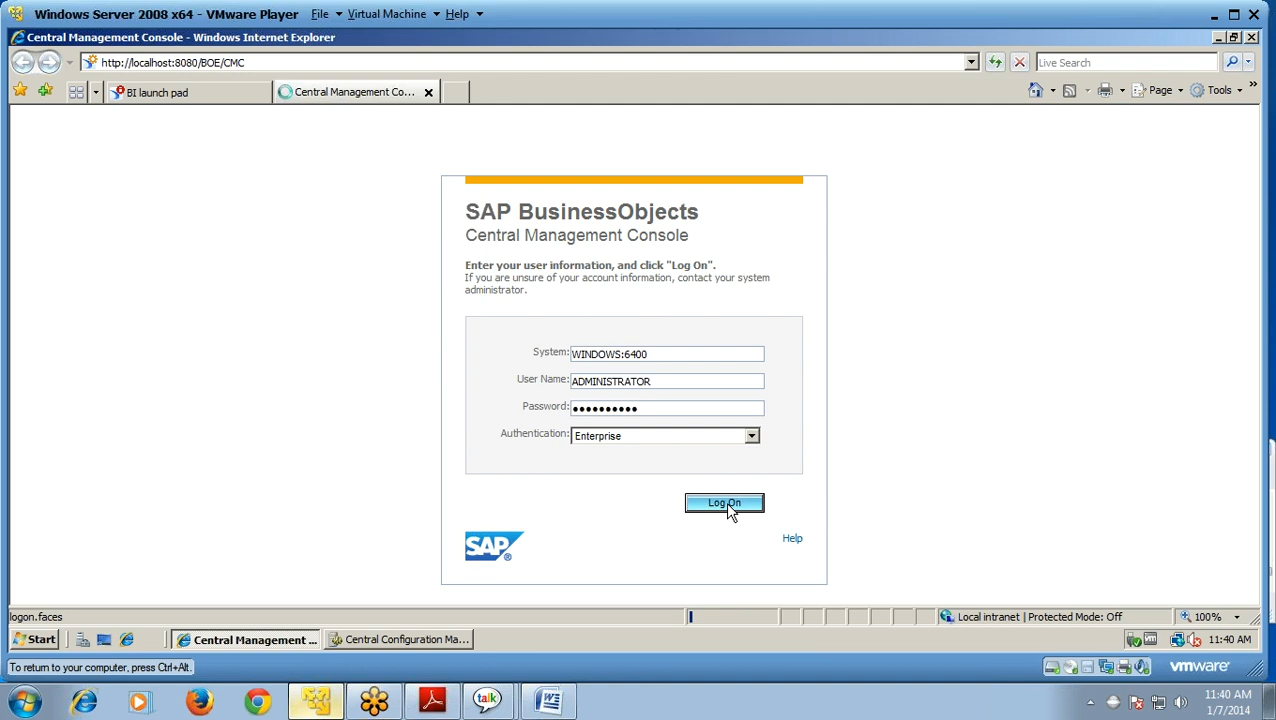 Windows Server 2008 x64 - VMware Player File Virtual Machine Help
Central Management Console - Windows Internet Explorer
http://localhost:8080/BOE/CMC Live Search
BI launch pad Central Management Co... Page Tools
SAP BusinessObjects
Central Management Console
Enter your user information, and click "Log On".
If you are unsure of your account information, contact your system
administrator.
System: WINDOWS:6400
User Name: ADMINISTRATOR
Password: ●●●●●●●●●●
Authentication: Enterprise
Log On
SAP®
Help
logon.faces Local intranet | Protected Mode: Off 100%
Start Central Management ... Central Configuration Ma... 11:40 AM
To return to your computer, press Ctrl+Alt. vmware
talk
11:40 AM
1/7/2014